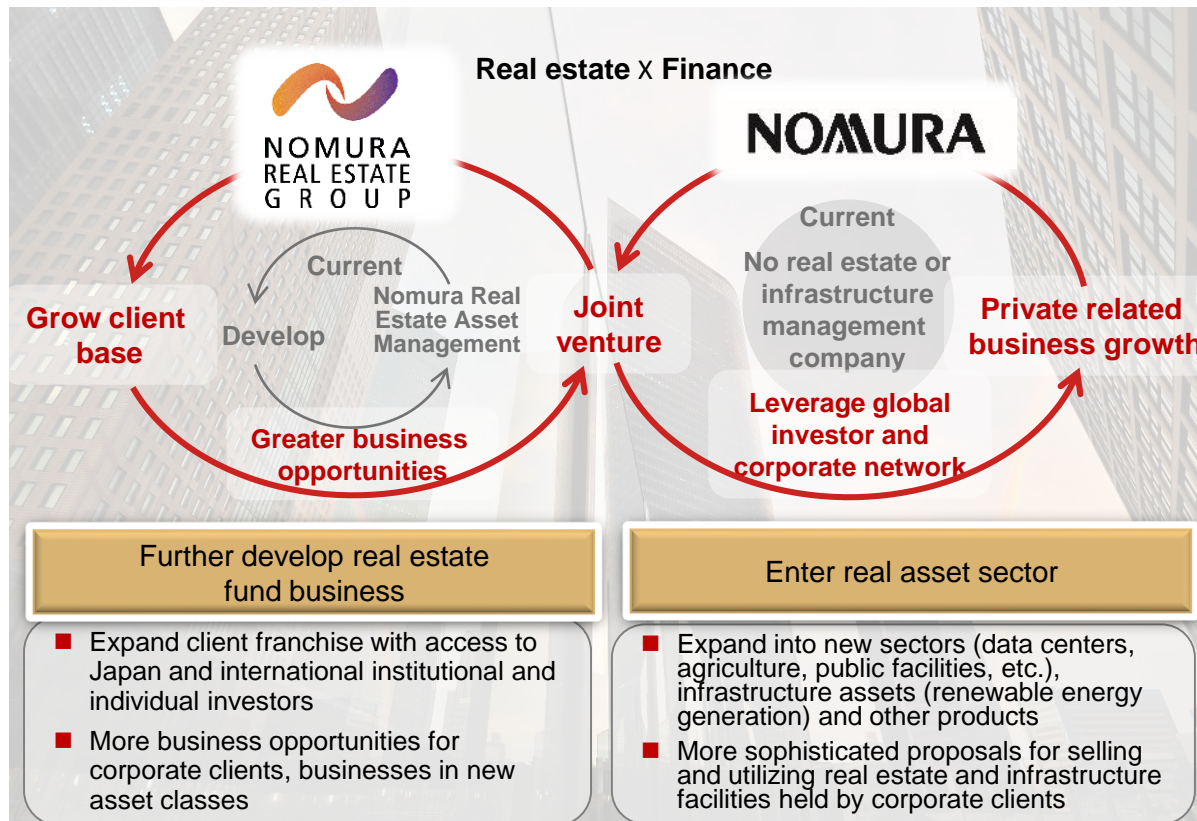 Real estate X Finance
NOMURA
REAL ESTATE
GROUP
NOMURA
Current
Develop
Nomura Real
Estate Asset
Management
Grow client
base
Greater business
opportunities
Joint
venture
Current
No real estate or
infrastructure
management
company
Leverage global
investor and
corporate network
Private related
business growth
Further develop real estate
fund business
■ Expand client franchise with access to
Japan and international institutional and
individual investors
■ More business opportunities for
corporate clients, businesses in new
asset classes
Enter real asset sector
■ Expand into new sectors (data centers,
agriculture, public facilities, etc.),
infrastructure assets (renewable energy
generation) and other products
■ More sophisticated proposals for selling
and utilizing real estate and infrastructure
facilities held by corporate clients